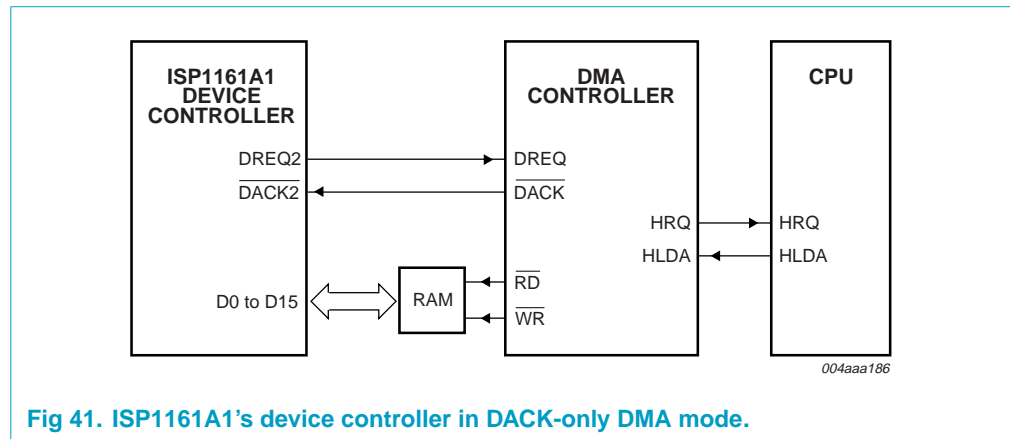 ISP1161A1
DEVICE
CONTROLLER
DMA
CONTROLLER
CPU
DREQ2
DREQ
DACK2
DACK
HRQ
HRQ
HLDA
HLDA
RD
D0 to D15
RAM
WR
004aaa186
Fig 41. ISP1161A1’s device controller in DACK-only DMA mode.